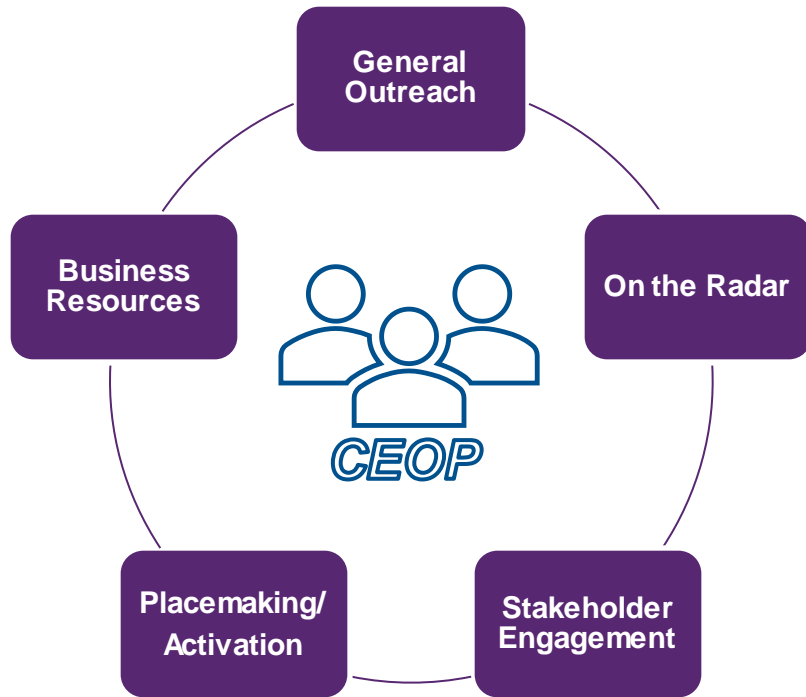 General
Outreach
On the Radar
Stakeholder
Engagement
Placemaking/
Activation
Business
Resources
CEOP